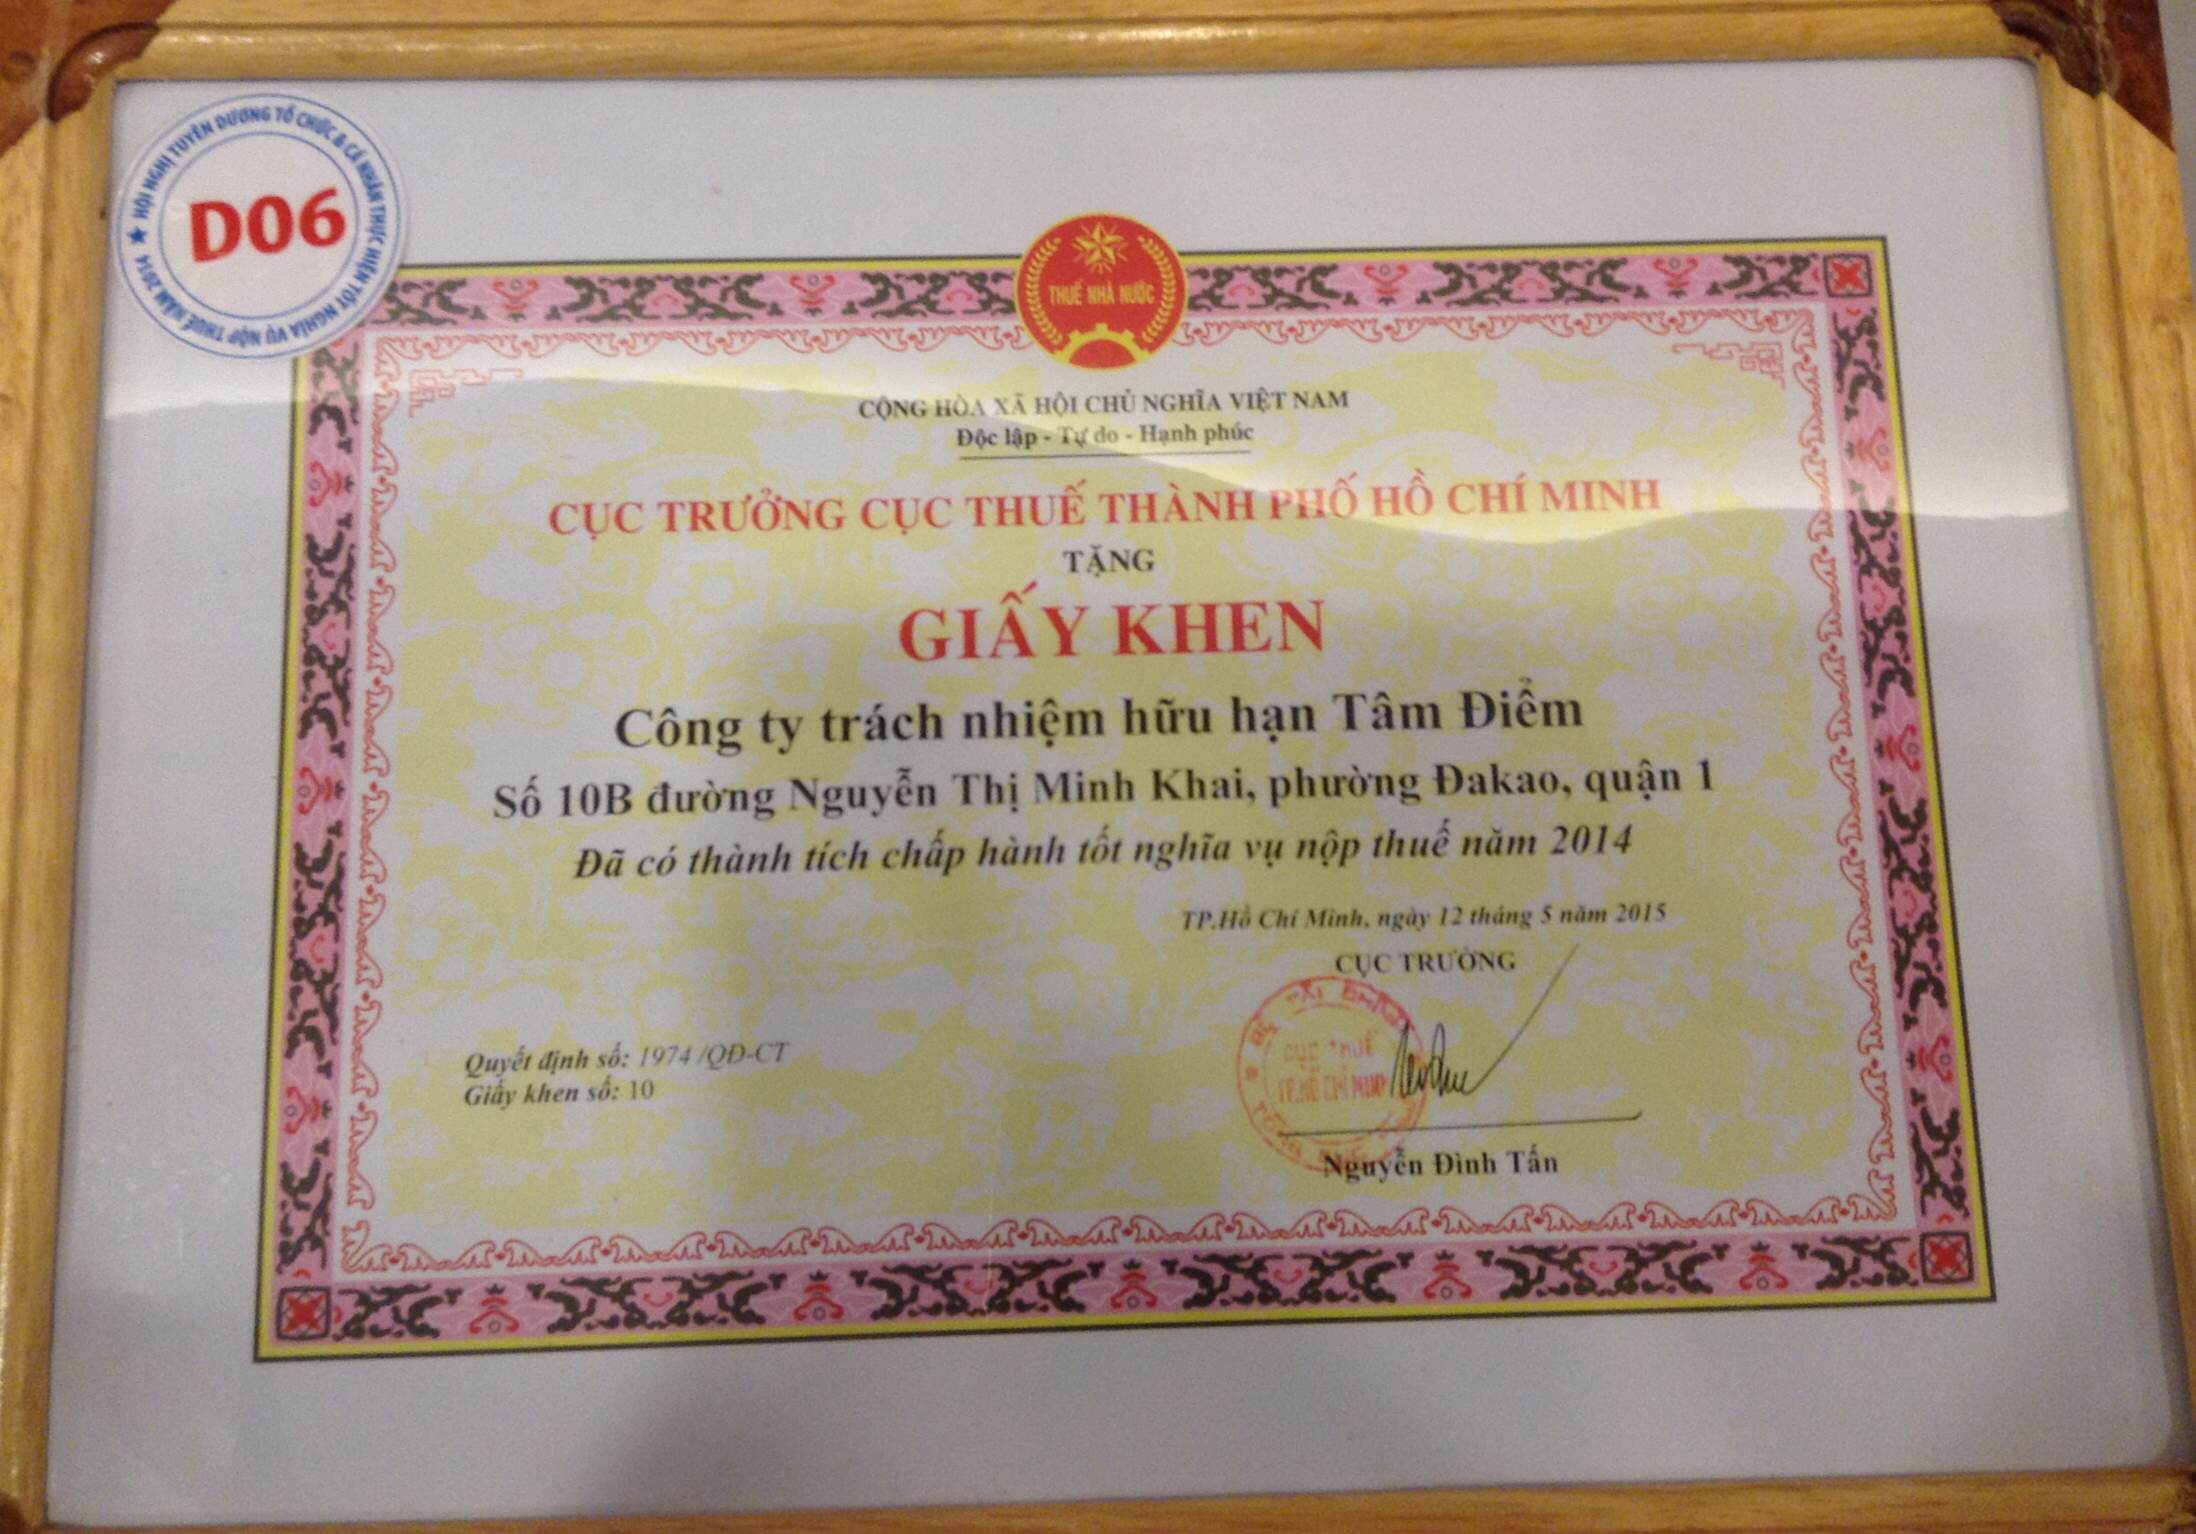 HỘI NGHỊ TUYÊN DƯƠNG TỔ CHỨC & CÁ NHÂN THỰC HIỆN TỐT NGHĨA VỤ NỘP THUẾ NĂM 2014
D06
THUẾ NHÀ NƯỚC
CỘNG HÒA XÃ HỘI CHỦ NGHĨA VIỆT NAM
Độc lập - Tự do - Hạnh phúc
CỤC TRƯỞNG CỤC THUẾ THÀNH PHỐ HỒ CHÍ MINH
TẶNG
GIẤY KHEN
Công ty trách nhiệm hữu hạn Tâm Điểm
Số 10B đường Nguyễn Thị Minh Khai, phường Đakao, quận 1
Đã có thành tích chấp hành tốt nghĩa vụ nộp thuế năm 2014
TP.Hồ Chí Minh, ngày 12 tháng 5 năm 2015
CỤC TRƯỞNG
CỤC THUẾ
TP.HỒ CHÍ MINH
Quyết định số: 1974 /QĐ-CT
Giấy khen số: 10
Nguyễn Đình Tấn